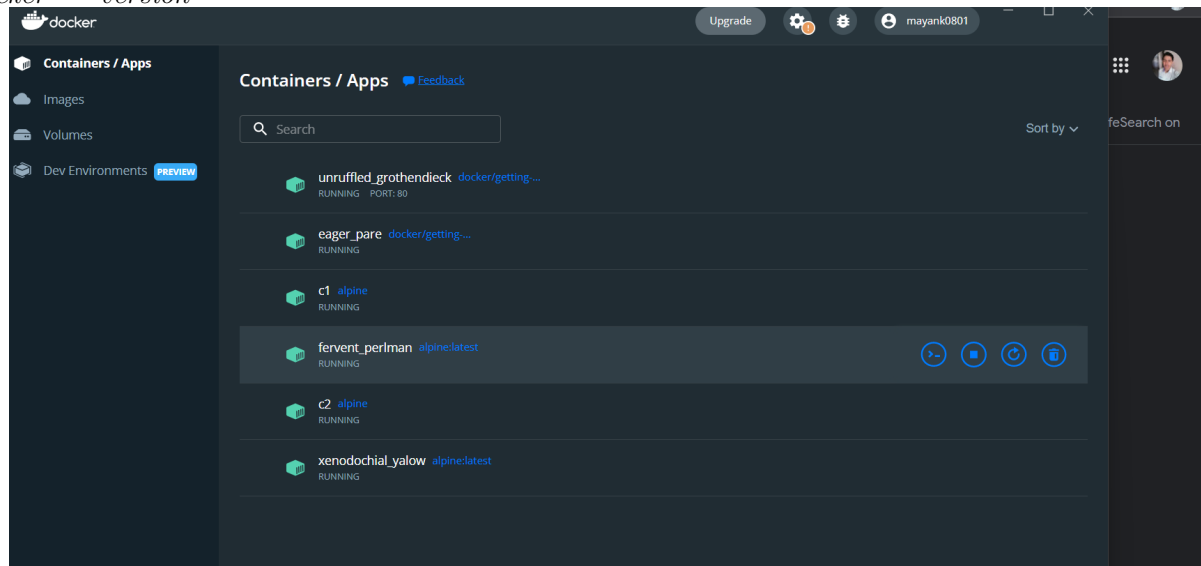 docker
Upgrade
mayank0801
Containers / Apps
Images
Volumes
Dev Environments PREVIEW
Containers / Apps Feedback
Search
Sort by
feSearch on
unruffled_grothendieck docker/getting-...
RUNNING PORT: 80
eager_pare docker/getting-...
RUNNING
c1 alpine
RUNNING
fervent_perlman alpine:latest
RUNNING
c2 alpine
RUNNING
xenodochial_yalow alpine:latest
RUNNING